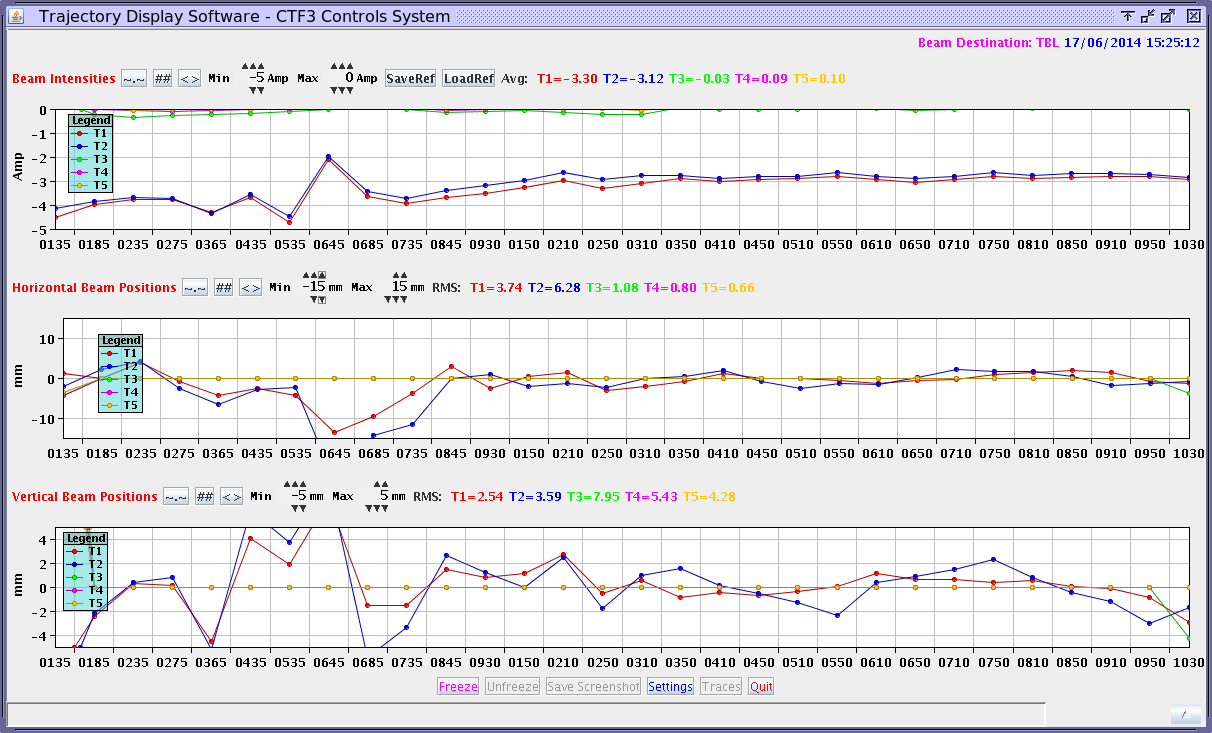 Trajectory Display Software - CTF3 Controls System
Beam Destination: TBL 17/06/2014 15:25:12
Beam Intensities ~.~ ## <> Min -5 Amp Max 0 Amp SaveRef LoadRef Avg: T1=-3.30 T2=-3.12 T3=-0.03 T4=0.09 T5=0.10
0
-1
-2
-3
-4
-5
Amp
Legend
T1
T2
T3
T4
T5
0135 0185 0235 0275 0365 0435 0535 0645 0685 0735 0845 0930 0150 0210 0250 0310 0350 0410 0450 0510 0550 0610 0650 0710 0750 0810 0850 0910 0950 1030
Horizontal Beam Positions ~.~ ## <> Min -15 mm Max 15 mm RMS: T1=3.74 T2=6.28 T3=1.08 T4=0.80 T5=0.66
10
0
-10
mm
Legend
T1
T2
T3
T4
T5
0135 0185 0235 0275 0365 0435 0535 0645 0685 0735 0845 0930 0150 0210 0250 0310 0350 0410 0450 0510 0550 0610 0650 0710 0750 0810 0850 0910 0950 1030
Vertical Beam Positions ~.~ ## <> Min -5 mm Max 5 mm RMS: T1=2.54 T2=3.59 T3=7.95 T4=5.43 T5=4.28
4
2
0
-2
-4
mm
Legend
T1
T2
T3
T4
T5
0135 0185 0235 0275 0365 0435 0535 0645 0685 0735 0845 0930 0150 0210 0250 0310 0350 0410 0450 0510 0550 0610 0650 0710 0750 0810 0850 0910 0950 1030
Freeze Unfreeze Save Screenshot Settings Traces Quit
/